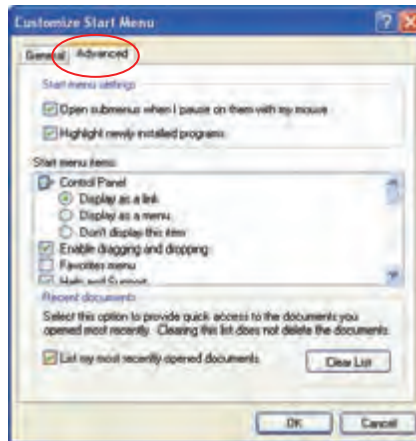 Customize Start Menu
General Advanced
Start menu settings
Open submenus when I pause on them with my mouse
Highlight newly installed programs
Start menu items:
Control Panel
Display as a link
Display as a menu
Don't display this item
Enable dragging and dropping
Favorites menu
Help and Support
Recent documents
Select this option to provide quick access to the documents you
opened most recently. Clearing this list does not delete the documents.
List my most recently opened documents
Clear List
OK Cancel